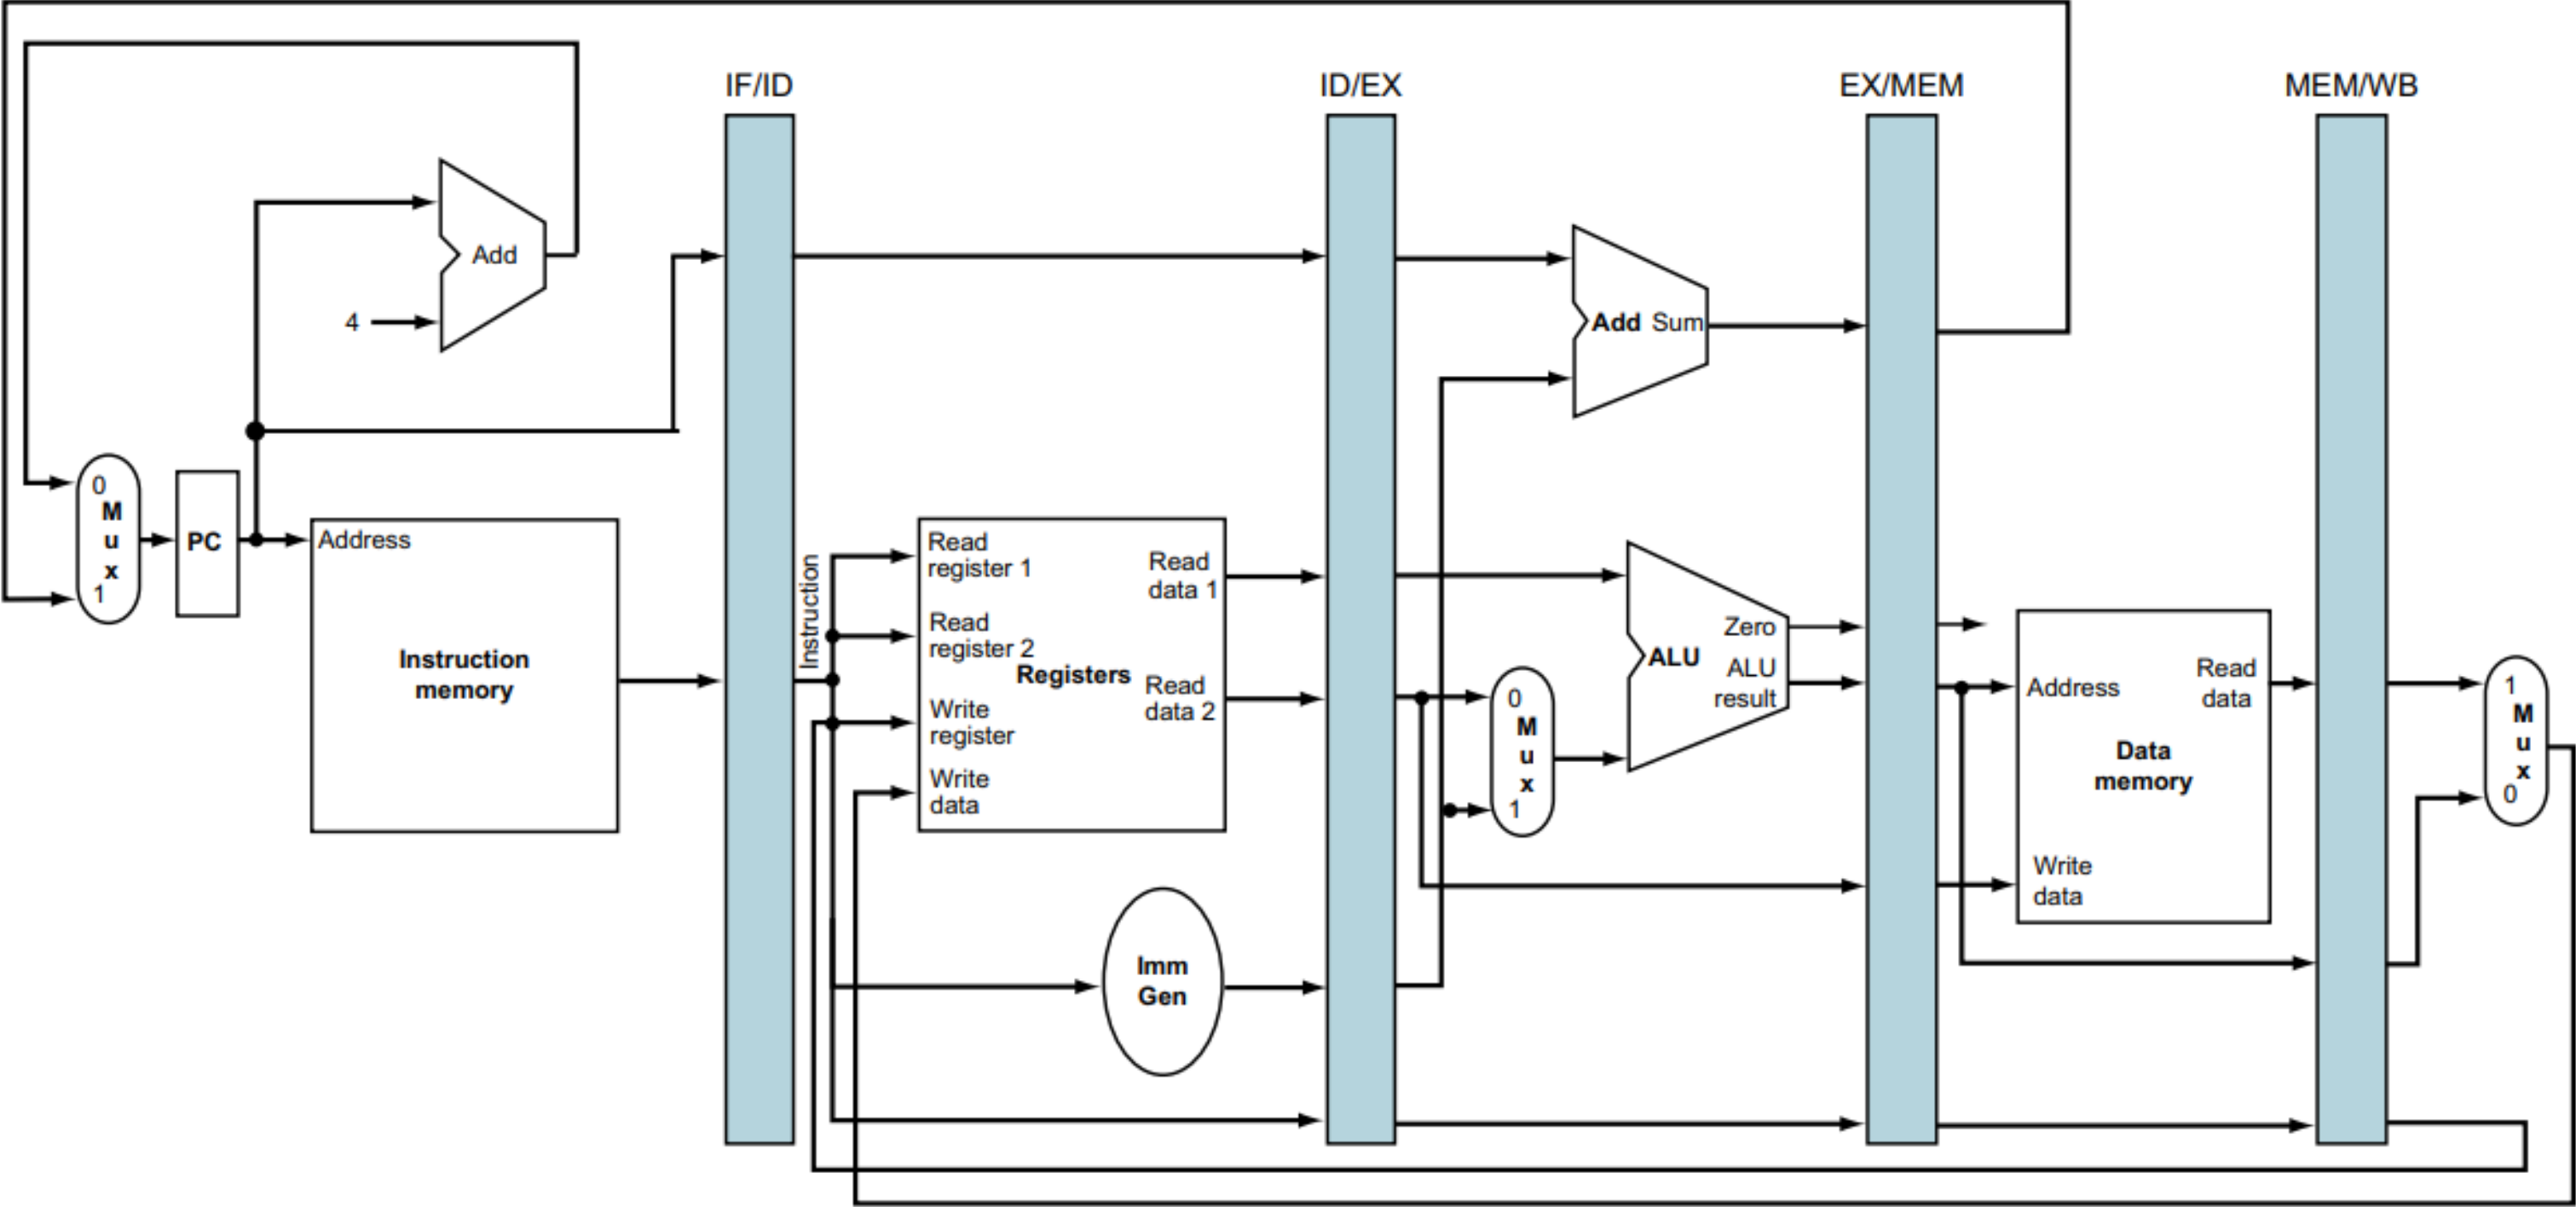 IF/ID
ID/EX
EX/MEM
MEM/WB
Add
4
Add Sum
0
M
u
x
1
PC
Address
Instruction
memory
Instruction
Read
register 1
Read
register 2
Write
register
Write
data
Registers
Read
data 1
Read
data 2
Imm
Gen
0
M
u
x
1
Zero
ALU
ALU
result
Address
Read
data
Data
memory
Write
data
1
M
u
x
0